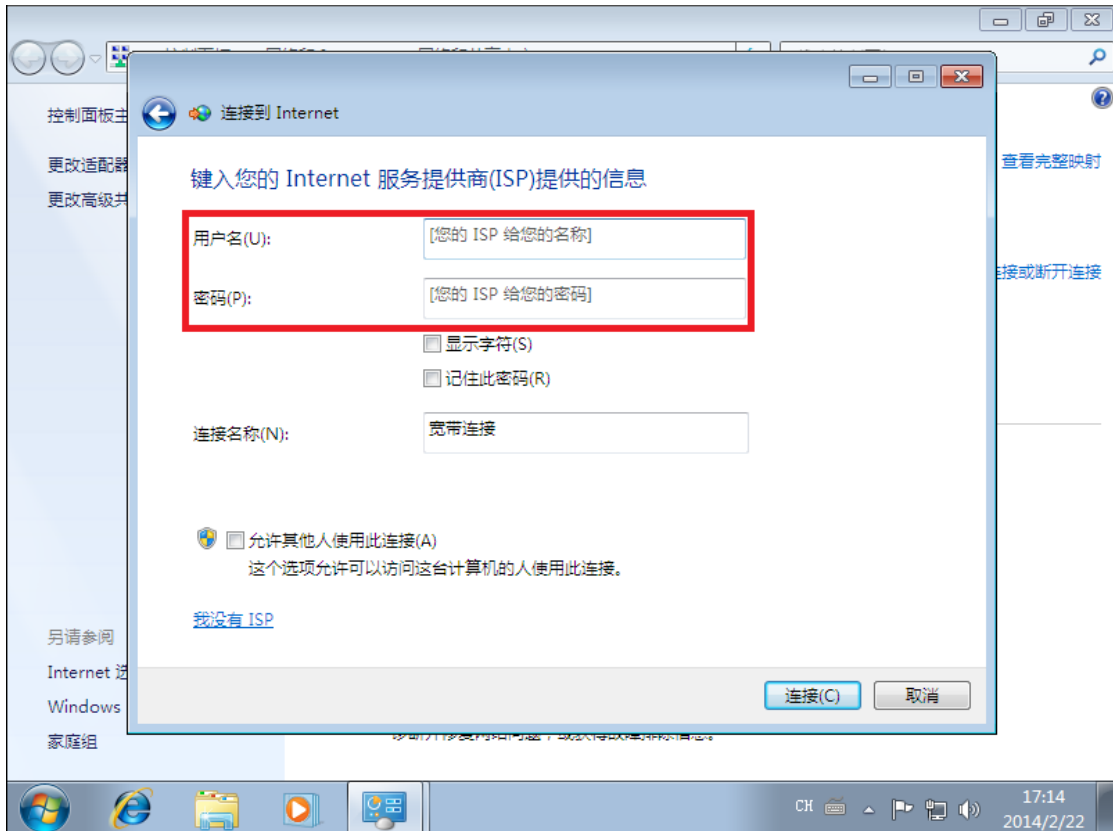 连接到 Internet
控制面板主
更改适配器
更改高级共
查看完整映射
接或断开连接
键入您的 Internet 服务提供商(ISP)提供的信息
用户名(U):
[您的 ISP 给您的名称]
密码(P):
[您的 ISP 给您的密码]
显示字符(S)
记住此密码(R)
连接名称(N):
宽带连接
允许其他人使用此连接(A)
这个选项允许可以访问这台计算机的人使用此连接。
我没有 ISP
另请参阅
Internet 选
Windows
家庭组
连接(C)
取消
CH
17:14
2014/2/22